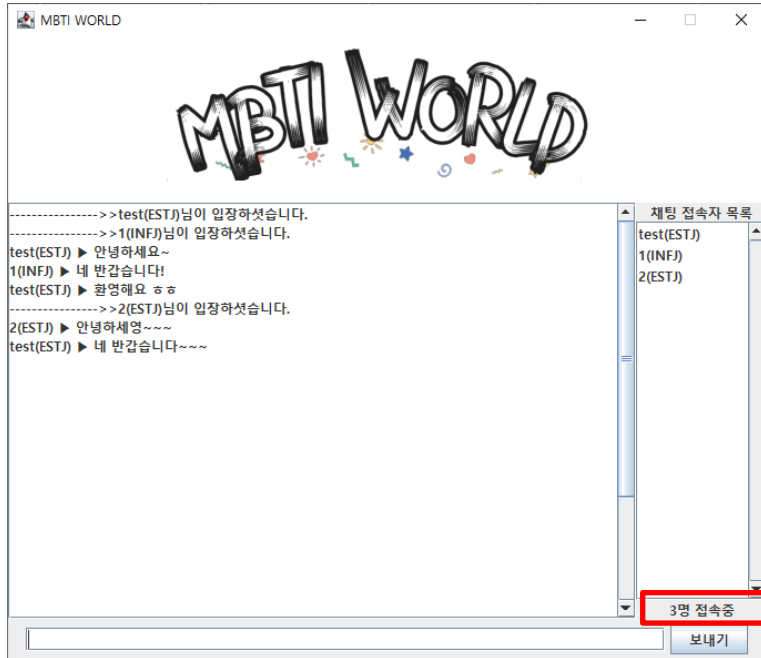 MBTI WORLD
MBTI WORLD
---------------->>test(ESTJ)님이 입장하셧습니다.
---------------->>1(INFJ)님이 입장하셧습니다.
test(ESTJ) ▶ 안녕하세요~
1(INFJ) ▶ 네 반갑습니다!
test(ESTJ) ▶ 환영해요 ㅎㅎ
---------------->>2(ESTJ)님이 입장하셧습니다.
2(ESTJ) ▶ 안녕하세영~~~
test(ESTJ) ▶ 네 반갑습니다~~~
채팅 접속자 목록
test(ESTJ)
1(INFJ)
2(ESTJ)
3명 접속중
보내기